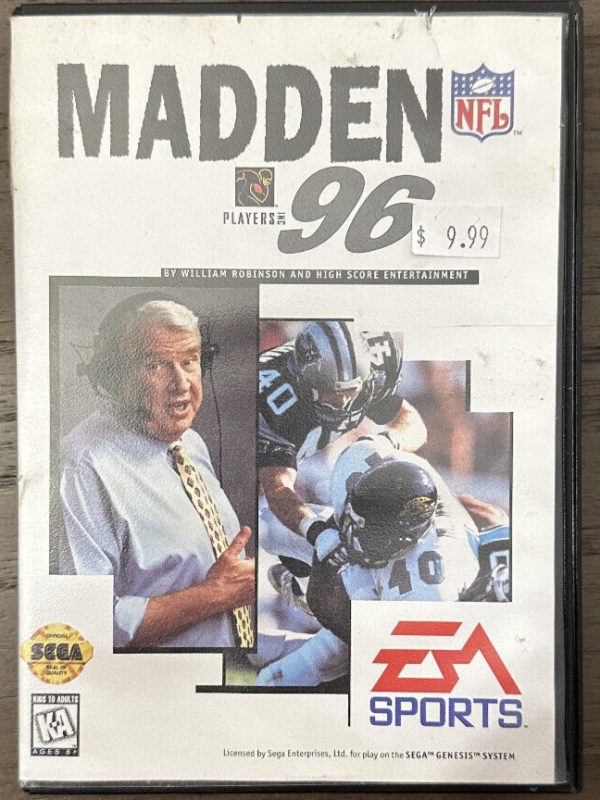 MADDEN
NFL
TM
PLAYERS INC
96
$ 9.99
BY WILLIAM ROBINSON AND HIGH SCORE ENTERTAINMENT
40
40
EA
SPORTS
OFFICIAL
SEGA
SEAL OF
QUALITY
KIDS TO ADULTS
KA
AGES 6+
Licensed by Sega Enterprises, Ltd. for play on the SEGA™ GENESIS™ SYSTEM